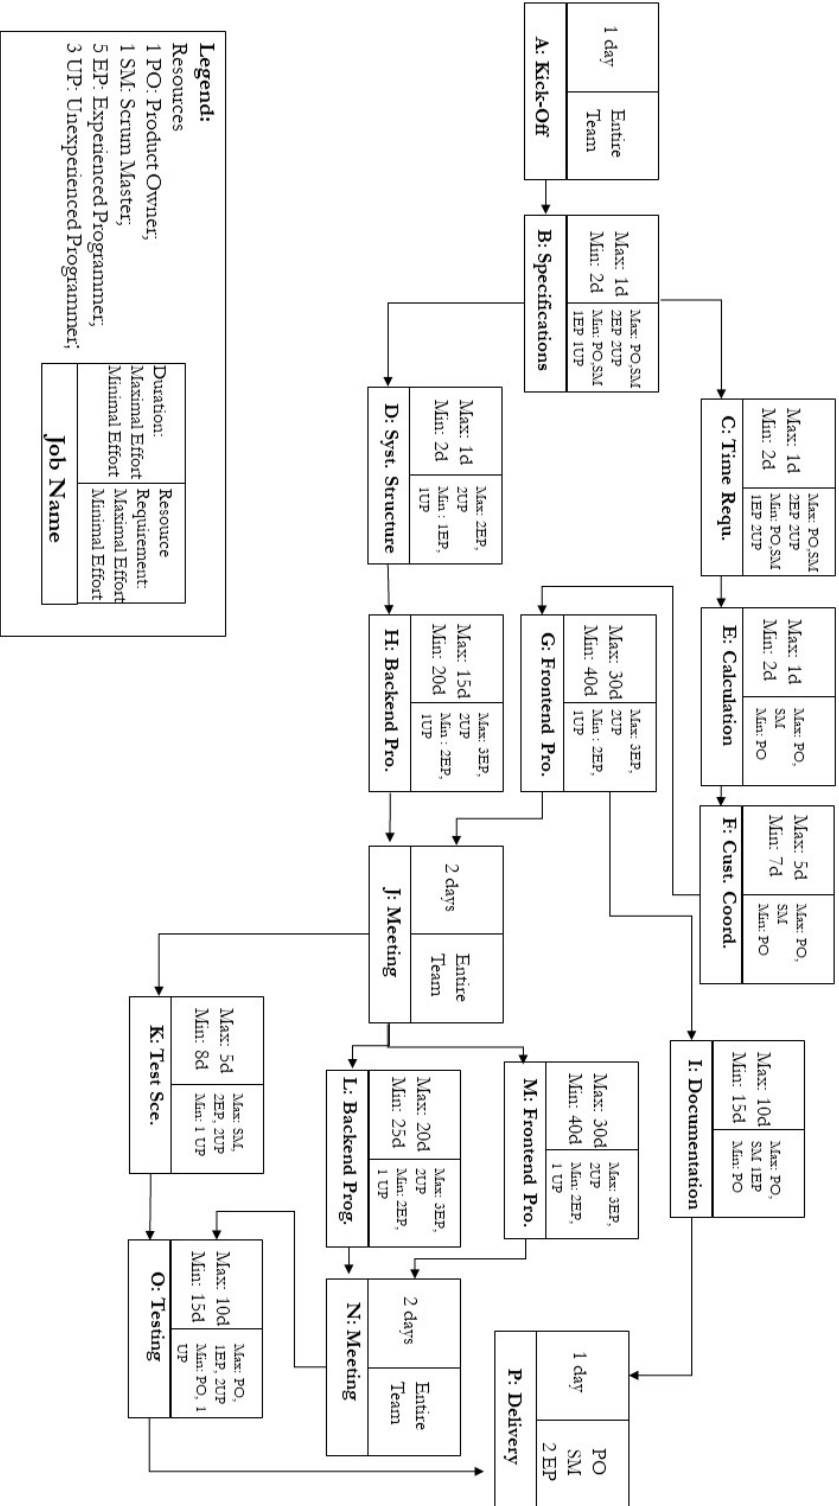 1 day
Entire
Team
A: Kick-Off
Max: 1d
Min: 2d
Max: PO,SM
2EP 2UP
Min: PO,SM
1EP 1UP
B: Specifications
Max: 1d
Min: 2d
Max: PO,SM
2EP 2UP
Min: PO,SM
1EP 2UP
C: Time Requ.
Max: 1d
Min: 2d
Max: 2EP,
2UP
Min : 1EP,
1UP
D: Syst. Structure
Max: 1d
Min: 2d
Max: PO,
SM
Min: PO
E: Calculation
Max: 5d
Min: 7d
Max: PO,
SM
Min: PO
F: Cust. Coord.
Max: 30d
Min: 40d
Max: 3EP,
2UP
Min : 2EP,
1UP
G: Frontend Pro.
Max: 15d
Min: 20d
Max: 3EP,
2UP
Min : 2EP,
1UP
H: Backend Pro.
Max: 10d
Min: 15d
Max: PO,
SM 1EP
Min: PO
I: Documentation
2 days
Entire
Team
J: Meeting
Max: 5d
Min: 8d
Max: SM,
2EP, 2UP
Min: 1 UP
K: Test Sce.
Max: 20d
Min: 25d
Max: 3EP,
2UP
Min: 2EP,
1 UP
L: Backend Prog.
Max: 30d
Min: 40d
Max: 3EP,
2UP
Min: 2EP,
1 UP
M: Frontend Pro.
2 days
Entire
Team
N: Meeting
Max: 10d
Min: 15d
Max: PO,
1EP, 2UP
Min: PO, 1
UP
O: Testing
1 day
PO
SM
2 EP
P: Delivery
Legend:
Resources
1 PO: Product Owner;
1 SM: Scrum Master;
5 EP: Experienced Programmer;
3 UP: Unexperienced Programmer;
Duration:
Maximal Effort
Minimal Effort
Resource
Requirement:
Maximal Effort
Minimal Effort
Job Name